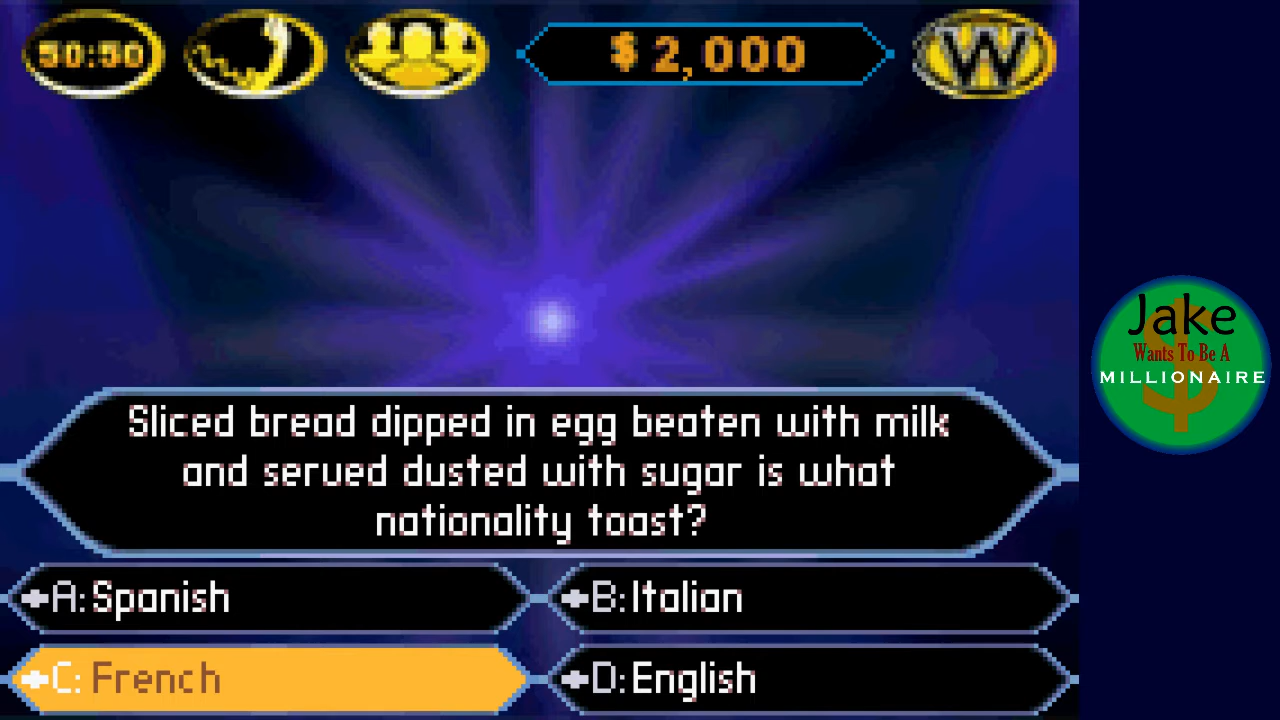 50:50
$ 2,000
W
Jake
Wants To Be A
MILLIONAIRE
Sliced bread dipped in egg beaten with milk
and served dusted with sugar is what
nationality toast?
A: Spanish
B: Italian
C: French
D: English